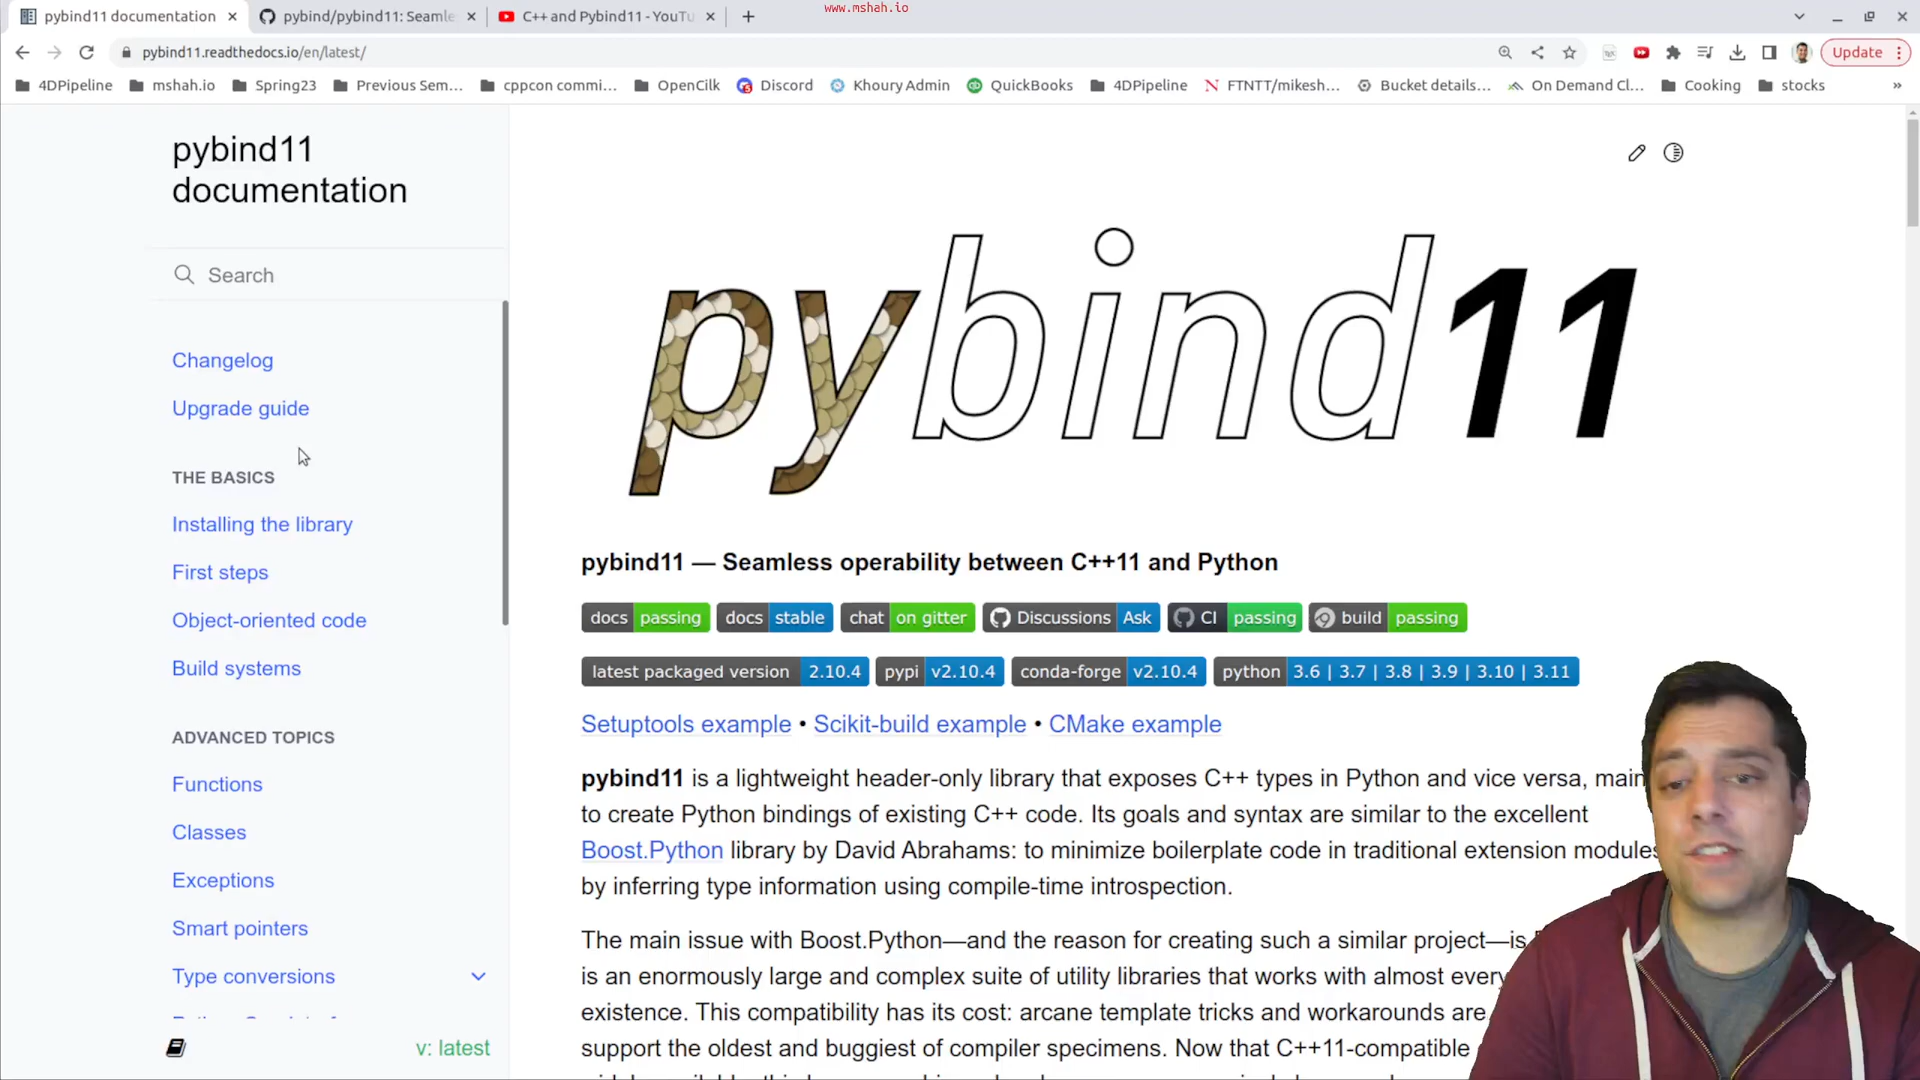 www.mshah.io
pybind11 documentation
pybind/pybind11: Seamle
C++ and Pybind11 - YouTu
pybind11.readthedocs.io/en/latest/
Update
4DPipeline
mshah.io
Spring23
Previous Sem...
cppcon commi...
OpenCilk
Discord
Khoury Admin
QuickBooks
4DPipeline
FTNTT/mikesh...
Bucket details...
On Demand Cl...
Cooking
stocks
»
pybind11
documentation
Search
Changelog
Upgrade guide
THE BASICS
Installing the library
First steps
Object-oriented code
Build systems
ADVANCED TOPICS
Functions
Classes
Exceptions
Smart pointers
Type conversions
v: latest
pybind11
pybind11 — Seamless operability between C++11 and Python
docs passing docs stable chat on gitter Discussions Ask CI passing build passing
latest packaged version 2.10.4 pypi v2.10.4 conda-forge v2.10.4 python 3.6 | 3.7 | 3.8 | 3.9 | 3.10 | 3.11
Setuptools example • Scikit-build example • CMake example
pybind11 is a lightweight header-only library that exposes C++ types in Python and vice versa, main
to create Python bindings of existing C++ code. Its goals and syntax are similar to the excellent
Boost.Python library by David Abrahams: to minimize boilerplate code in traditional extension modules
by inferring type information using compile-time introspection.
The main issue with Boost.Python—and the reason for creating such a similar project—is
is an enormously large and complex suite of utility libraries that works with almost every
existence. This compatibility has its cost: arcane template tricks and workarounds are
support the oldest and buggiest of compiler specimens. Now that C++11-compatible